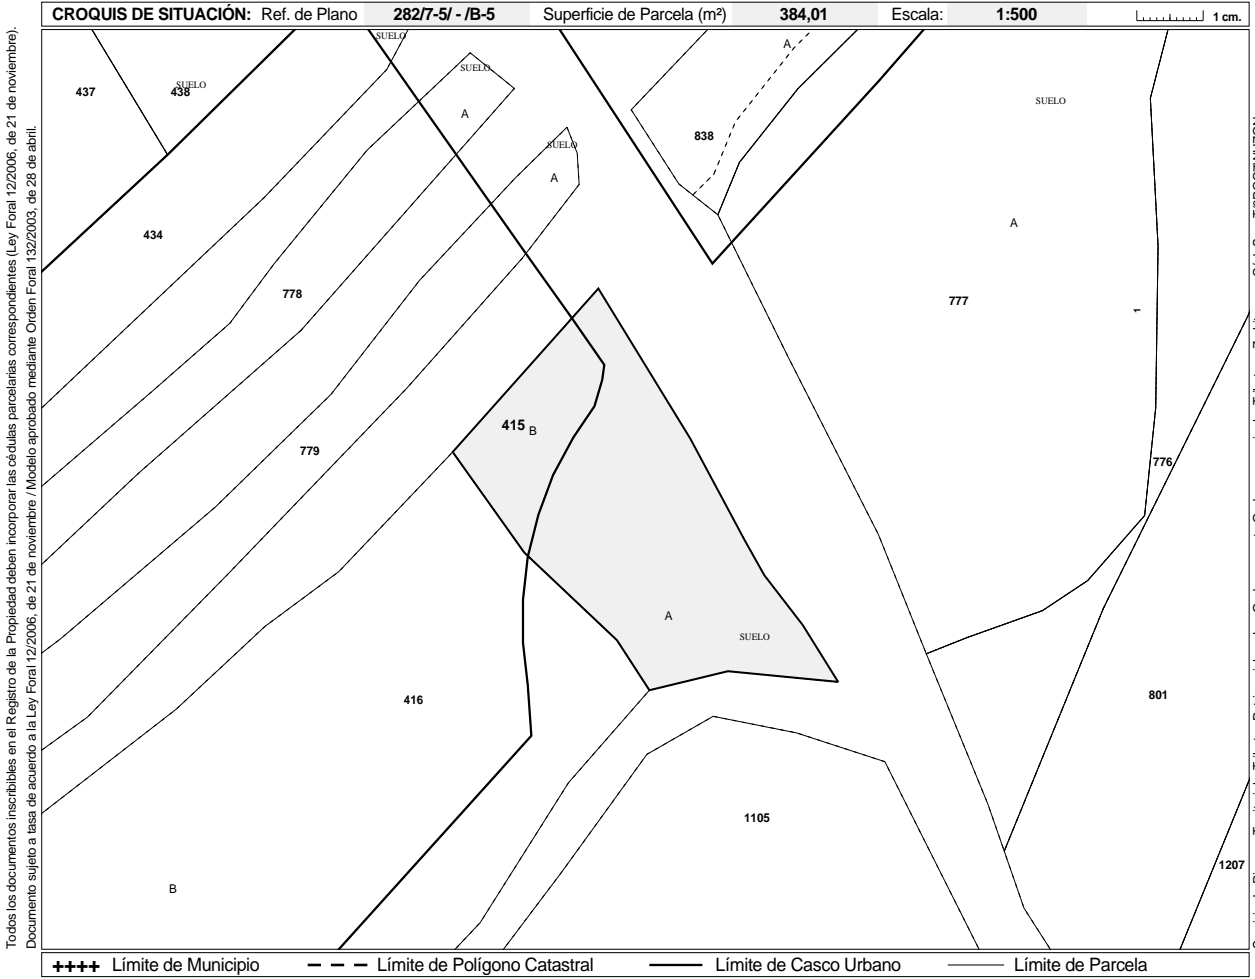 CROQUIS DE SITUACIÓN: Ref. de Plano 282/7-5/ - /B-5 Superficie de Parcela (m²) 384,01 Escala: 1:500 1 cm.
Todos los documentos inscribibles en el Registro de la Propiedad deben incorporar las cédulas parcelarias correspondientes (Ley Foral 12/2006, de 21 de noviembre).
Documento sujeto a tasa de acuerdo a la Ley Foral 12/2006, de 21 de noviembre / Modelo aprobado mediante Orden Foral 132/2003, de 28 de abril.
SUELO
A
SUELO
437
438
SUELO
SUELO
A
838
SUELO
A
A
434
778
777
1
415 B
779
776
A
SUELO
416
801
1105
1207
B
++++ Límite de Municipio
Límite de Polígono Catastral
Límite de Casco Urbano
Límite de Parcela